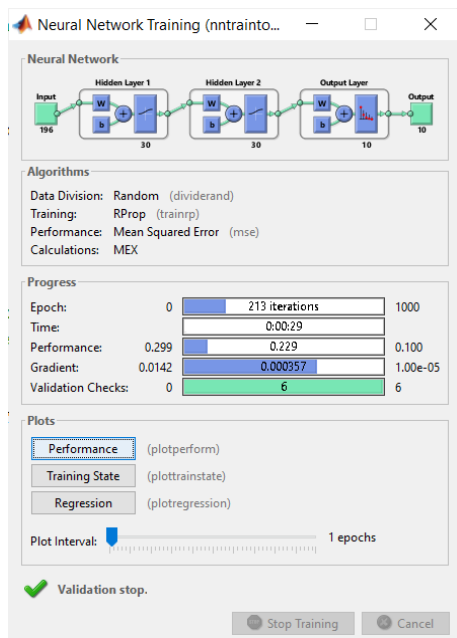 Neural Network Training (nntrainto...
Neural Network
Hidden Layer 1 Hidden Layer 2 Output Layer
Input Output
W W W
+ + +
b b b
196 10
30 30 10
Algorithms
Data Division: Random (dividerand)
Training: RProp (trainrp)
Performance: Mean Squared Error (mse)
Calculations: MEX
Progress
Epoch: 0 213 iterations 1000
Time: 0:00:29
Performance: 0.299 0.229 0.100
Gradient: 0.0142 0.000357 1.00e-05
Validation Checks: 0 6 6
Plots
Performance (plotperform)
Training State (plottrainstate)
Regression (plotregression)
Plot Interval: 1 epochs
Validation stop.
Stop Training Cancel